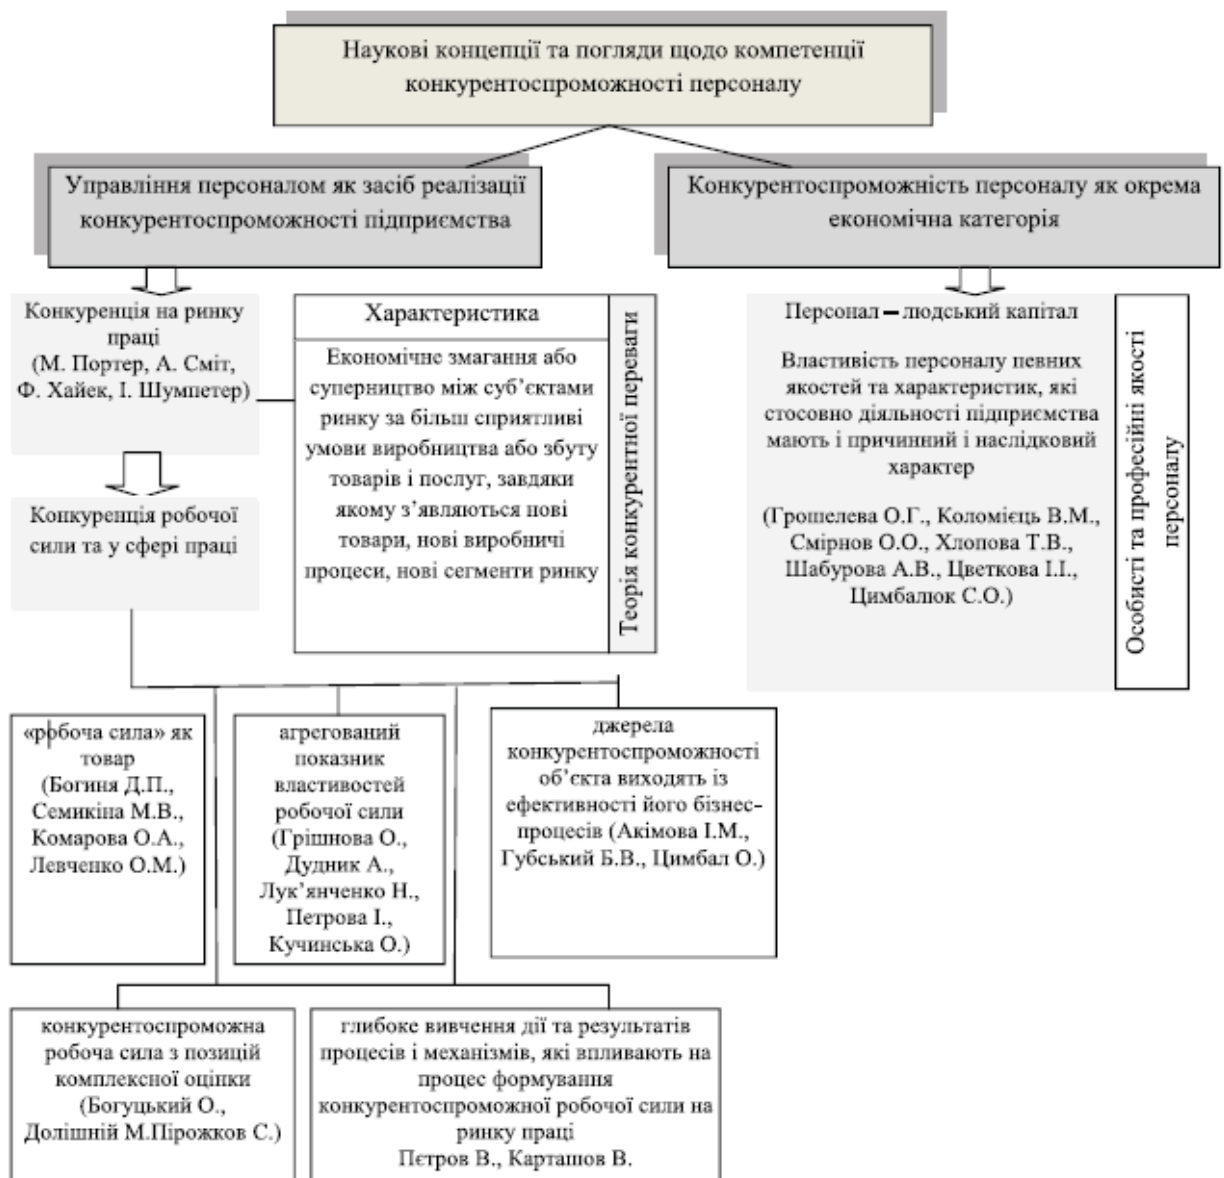 Наукові концепції та погляди щодо компетенції
конкурентоспроможності персоналу
Управління персоналом як засіб реалізації
конкурентоспроможності підприємства
Конкурентоспроможність персоналу як окрема
економічна категорія
Конкуренція на ринку
праці
(М. Портер, А. Сміт,
Ф. Хайек, І. Шумпетер)
Конкуренція робочої
сили та у сфері праці
Характеристика
Економічне змагання або
суперництво між суб’єктами
ринку за більш сприятливі
умови виробництва або збуту
товарів і послуг, завдяки
якому з’являються нові
товари, нові виробничі
процеси, нові сегменти ринку
Теорія конкурентної переваги
Персонал – людський капітал
Властивість персоналу певних
якостей та характеристик, які
стосовно діяльності підприємства
мають і причинний і наслідковий
характер
(Грошелева О.Г., Коломієць В.М.,
Смірнов О.О., Хлопова Т.В.,
Шабурова А.В., Цветкова І.І.,
Цимбалюк С.О.)
Особисті та професійні якості
персоналу
«робоча сила» як
товар
(Богиня Д.П.,
Семикіна М.В.,
Комарова О.А.,
Левченко О.М.)
агрегований
показник
властивостей
робочої сили
(Грішнова О.,
Дудник А.,
Лук’янченко Н.,
Петрова І.,
Кучинська О.)
джерела
конкурентоспроможності
об’єкта виходять із
ефективності його бізнес-
процесів (Акімова І.М.,
Губський Б.В., Цимбал О.)
конкурентоспроможна
робоча сила з позицій
комплексної оцінки
(Богуцький О.,
Долішній М.Пірожков С.)
глибоке вивчення дії та результатів
процесів і механізмів, які впливають на
процес формування
конкурентоспроможної робочої сили на
ринку праці
Пєтров В., Карташов В.